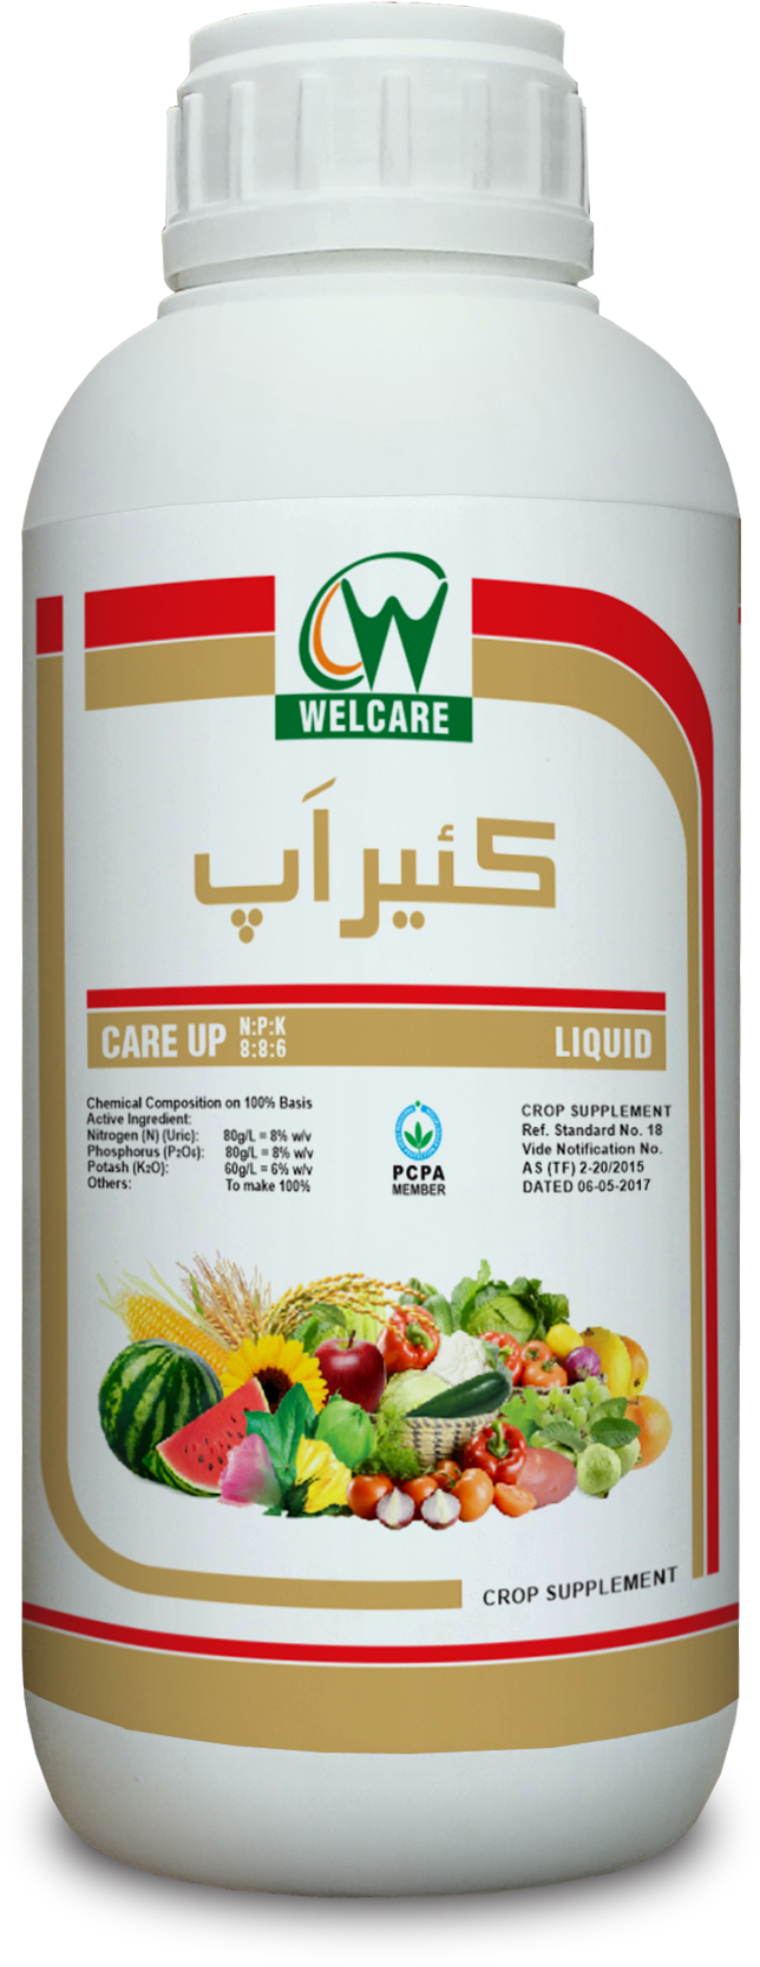 WELCARE
کئیر اَپ
CARE UP N:P:K 8:8:6 LIQUID
Chemical Composition on 100% Basis
Active Ingredient:
Nitrogen (N) (Uric): 80g/L = 8% w/v
Phosphorus (P₂O₅): 80g/L = 8% w/v
Potash (K₂O): 60g/L = 6% w/v
Others: To make 100%
PCPA
MEMBER
CROP SUPPLEMENT
Ref. Standard No. 18
Vide Notification No.
AS (TF) 2-20/2015
DATED 06-05-2017
CROP SUPPLEMENT